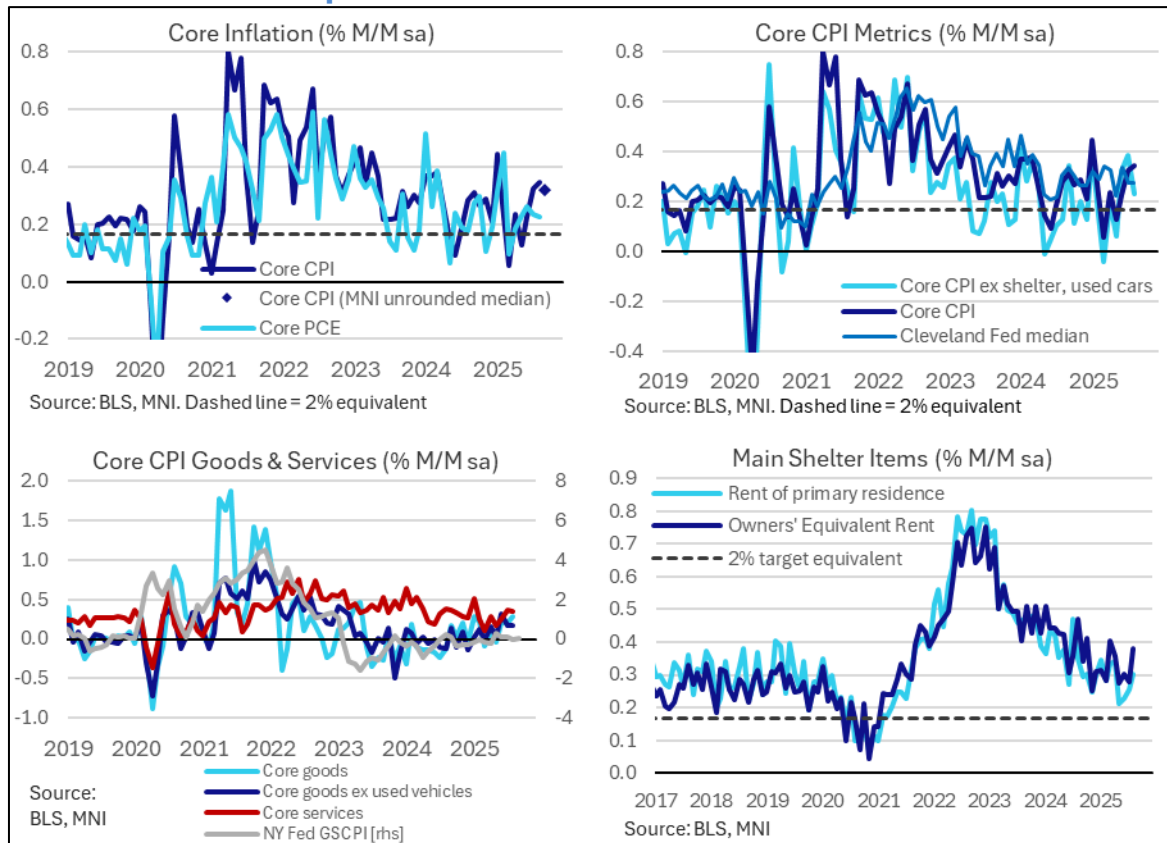 Core Inflation (% M/M sa)
0.8
0.6
0.4
0.2
0.0
-0.2
Core CPI
Core CPI (MNI unrounded median)
Core PCE
2019 2020 2021 2022 2023 2024 2025
Source: BLS, MNI. Dashed line = 2% equivalent
Core CPI Metrics (% M/M sa)
0.8
0.6
0.4
0.2
0.0
-0.2
-0.4
Core CPI ex shelter, used cars
Core CPI
Cleveland Fed median
2019 2020 2021 2022 2023 2024 2025
Source: BLS, MNI. Dashed line = 2% equivalent
Core CPI Goods & Services (% M/M sa)
2.0
1.5
1.0
0.5
0.0
-0.5
-1.0
8
6
4
2
0
-2
-4
2019 2020 2021 2022 2023 2024 2025
Core goods
Core goods ex used vehicles
Core services
NY Fed GSCPI [rhs]
Source:
BLS, MNI
Main Shelter Items (% M/M sa)
0.9
0.8
0.7
0.6
0.5
0.4
0.3
0.2
0.1
0.0
Rent of primary residence
Owners' Equivalent Rent
2% target equivalent
2017 2018 2019 2020 2021 2022 2023 2024 2025
Source: BLS, MNI